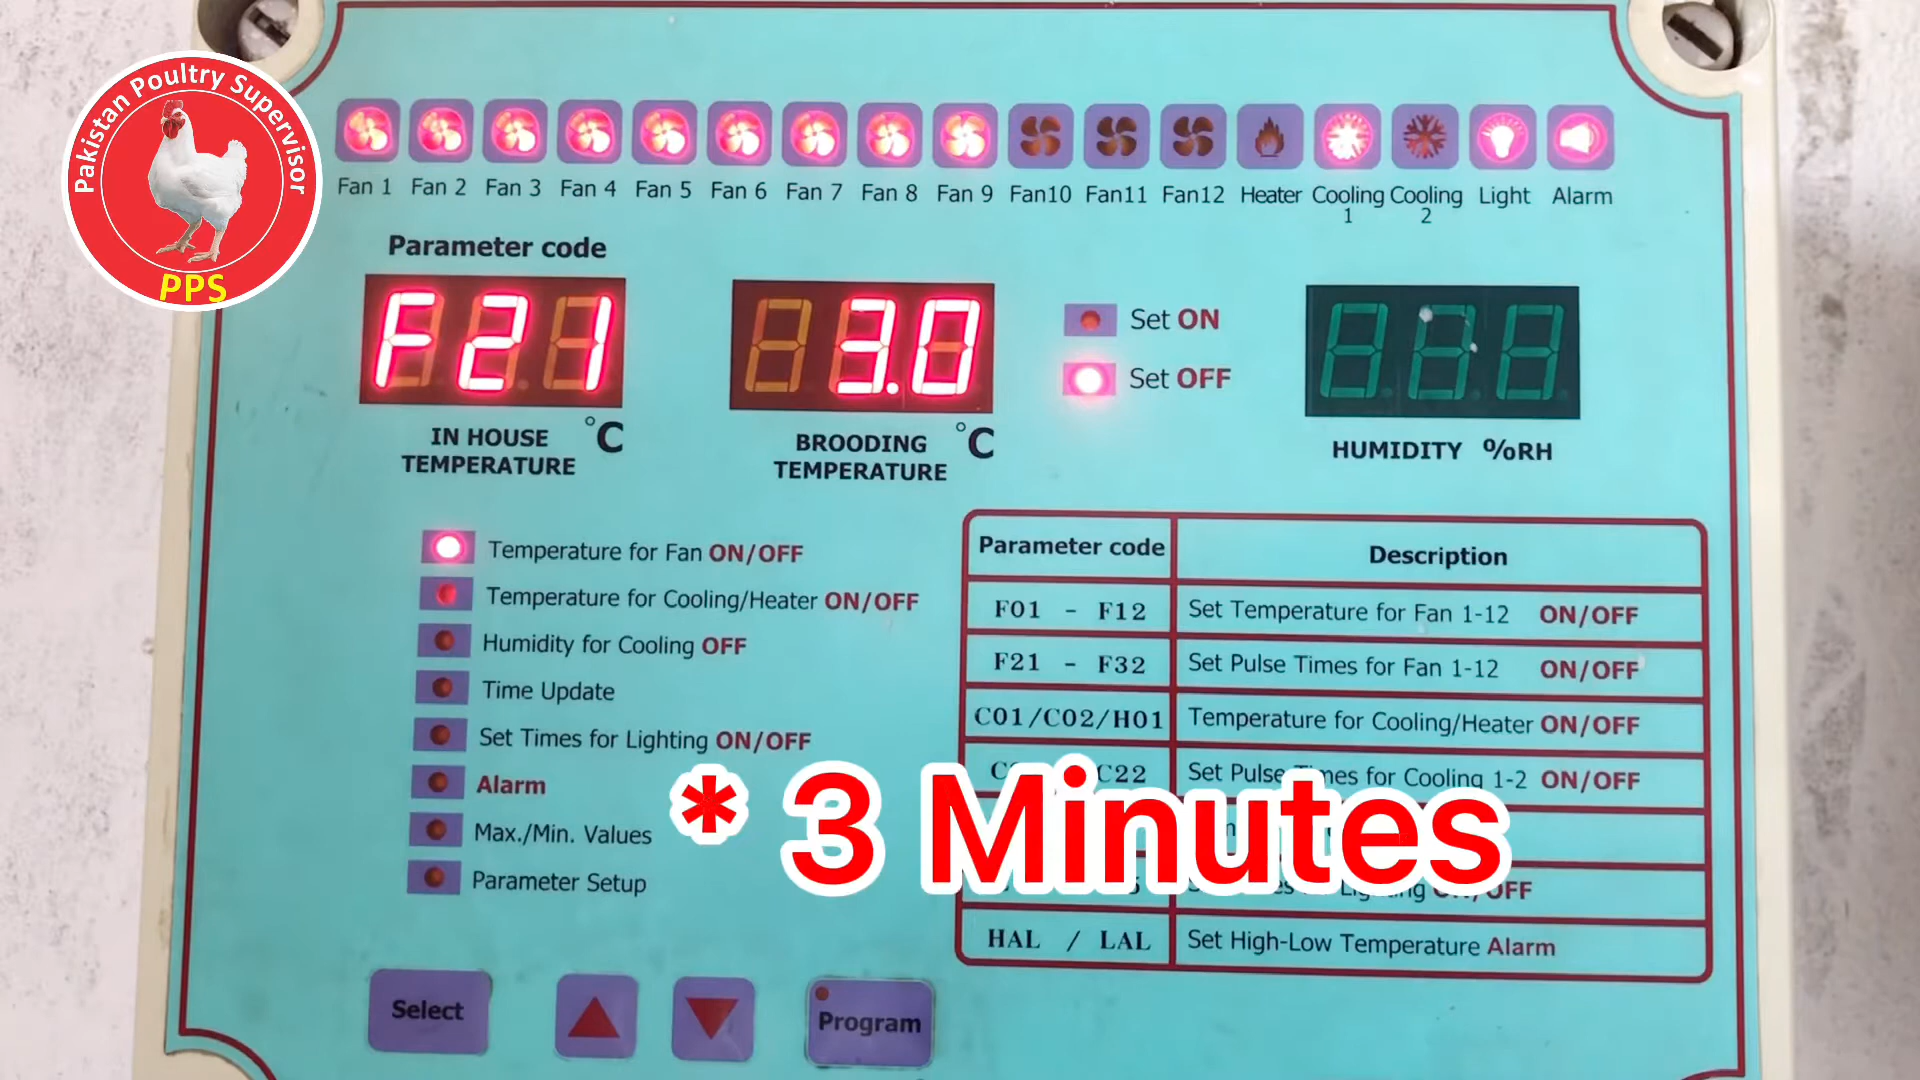 Pakistan Poultry Supervisor
PPS
Fan 1 Fan 2 Fan 3 Fan 4 Fan 5 Fan 6 Fan 7 Fan 8 Fan 9 Fan10 Fan11 Fan12 Heater Cooling 1 Cooling 2 Light Alarm
Parameter code
F21
3.0
Set ON
Set OFF
IN HOUSE TEMPERATURE °C
BROODING TEMPERATURE °C
HUMIDITY %RH
Temperature for Fan ON/OFF
Temperature for Cooling/Heater ON/OFF
Humidity for Cooling OFF
Time Update
Set Times for Lighting ON/OFF
Alarm
Max./Min. Values
Parameter Setup
Parameter code Description
F01 - F12 Set Temperature for Fan 1-12 ON/OFF
F21 - F32 Set Pulse Times for Fan 1-12 ON/OFF
C01/C02/H01 Temperature for Cooling/Heater ON/OFF
C22 Set Pulse Times for Cooling 1-2 ON/OFF
Lighting ON/OFF
HAL / LAL Set High-Low Temperature Alarm
* 3 Minutes
Select
Program